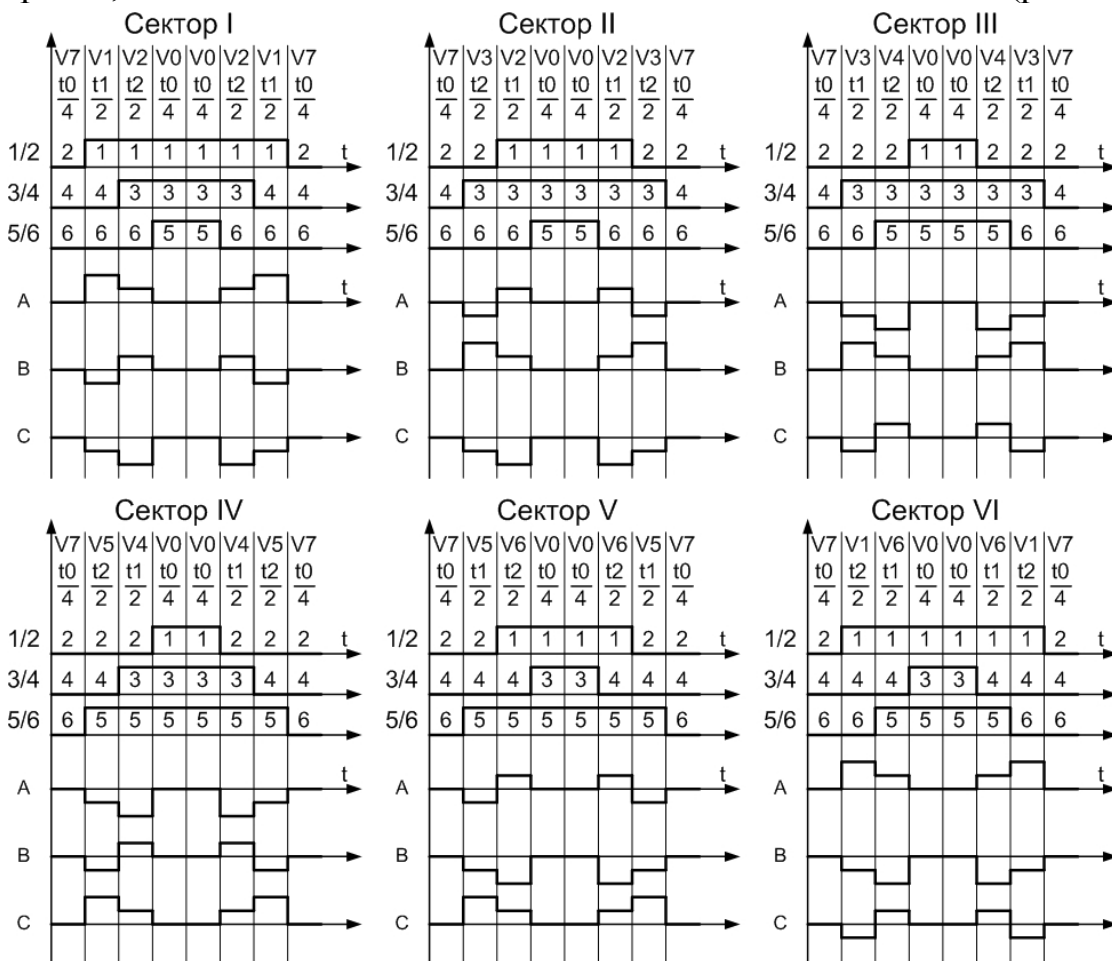 Сектор I
V7 V1 V2 V0 V0 V2 V1 V7
t0 t1 t2 t0 t0 t2 t1 t0
4 2 2 4 4 2 2 4
1/2 2 1 1 1 1 1 1 2 t
3/4 4 4 3 3 3 3 4 4
5/6 6 6 6 5 5 6 6 6
A t
B
C
Сектор II
V7 V3 V2 V0 V0 V2 V3 V7
t0 t2 t1 t0 t0 t1 t2 t0
4 2 2 4 4 2 2 4
1/2 2 2 1 1 1 1 2 2 t
3/4 4 3 3 3 3 3 3 4
5/6 6 6 6 5 5 6 6 6
A t
B
C
Сектор III
V7 V3 V4 V0 V0 V4 V3 V7
t0 t1 t2 t0 t0 t2 t1 t0
4 2 2 4 4 2 2 4
1/2 2 2 2 1 1 2 2 2 t
3/4 4 3 3 3 3 3 3 4
5/6 6 6 5 5 5 5 6 6
A t
B
C
Сектор IV
V7 V5 V4 V0 V0 V4 V5 V7
t0 t2 t1 t0 t0 t1 t2 t0
4 2 2 4 4 2 2 4
1/2 2 2 2 1 1 2 2 2 t
3/4 4 4 3 3 3 3 4 4
5/6 6 5 5 5 5 5 5 6
A t
B
C
Сектор V
V7 V5 V6 V0 V0 V6 V5 V7
t0 t1 t2 t0 t0 t2 t1 t0
4 2 2 4 4 2 2 4
1/2 2 2 1 1 1 1 2 2 t
3/4 4 4 4 3 3 4 4 4
5/6 6 5 5 5 5 5 5 6
A t
B
C
Сектор VI
V7 V1 V6 V0 V0 V6 V1 V7
t0 t2 t1 t0 t0 t1 t2 t0
4 2 2 4 4 2 2 4
1/2 2 1 1 1 1 1 1 2 t
3/4 4 4 4 3 3 4 4 4
5/6 6 6 5 5 5 5 6 6
A t
B
C